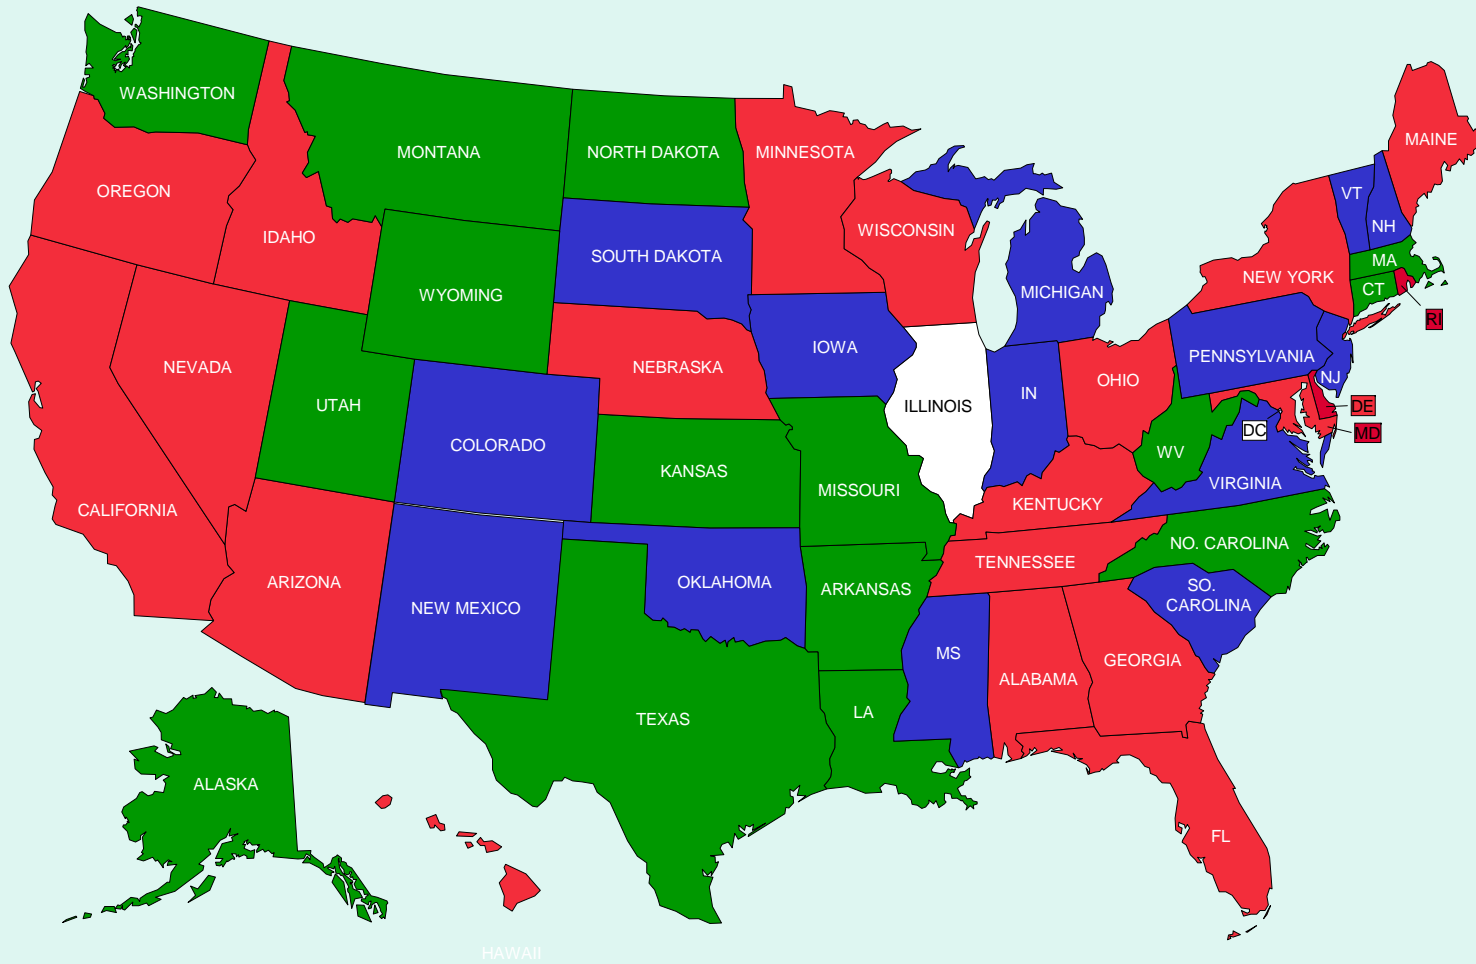 WASHINGTON
MONTANA
NORTH DAKOTA
MINNESOTA
MAINE
OREGON
VT
IDAHO
WISCONSIN
NH
SOUTH DAKOTA
MA
NEW YORK
WYOMING
MICHIGAN
CT
RI
IOWA
PENNSYLVANIA
NEVADA
NEBRASKA
OHIO
NJ
IN
UTAH
ILLINOIS
DE
DC
MD
COLORADO
WV
KANSAS
MISSOURI
VIRGINIA
CALIFORNIA
KENTUCKY
NO. CAROLINA
TENNESSEE
ARIZONA
OKLAHOMA
ARKANSAS
SO.
CAROLINA
NEW MEXICO
MS
GEORGIA
ALABAMA
LA
TEXAS
ALASKA
FL
HAWAII